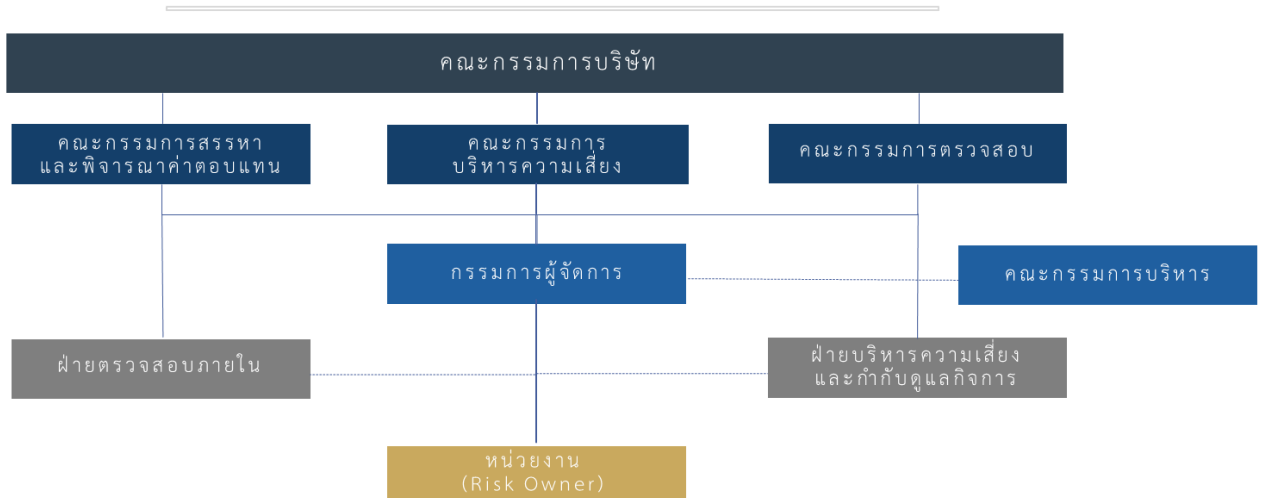 คณะกรรมการบริษัท
คณะกรรมการสรรหา
และพิจารณาค่าตอบแทน
คณะกรรมการ
บริหารความเสี่ยง
คณะกรรมการตรวจสอบ
กรรมการผู้จัดการ
คณะกรรมการบริหาร
ฝ่ายตรวจสอบภายใน
ฝ่ายบริหารความเสี่ยง
และกำกับดูแลกิจการ
หน่วยงาน
(Risk Owner)